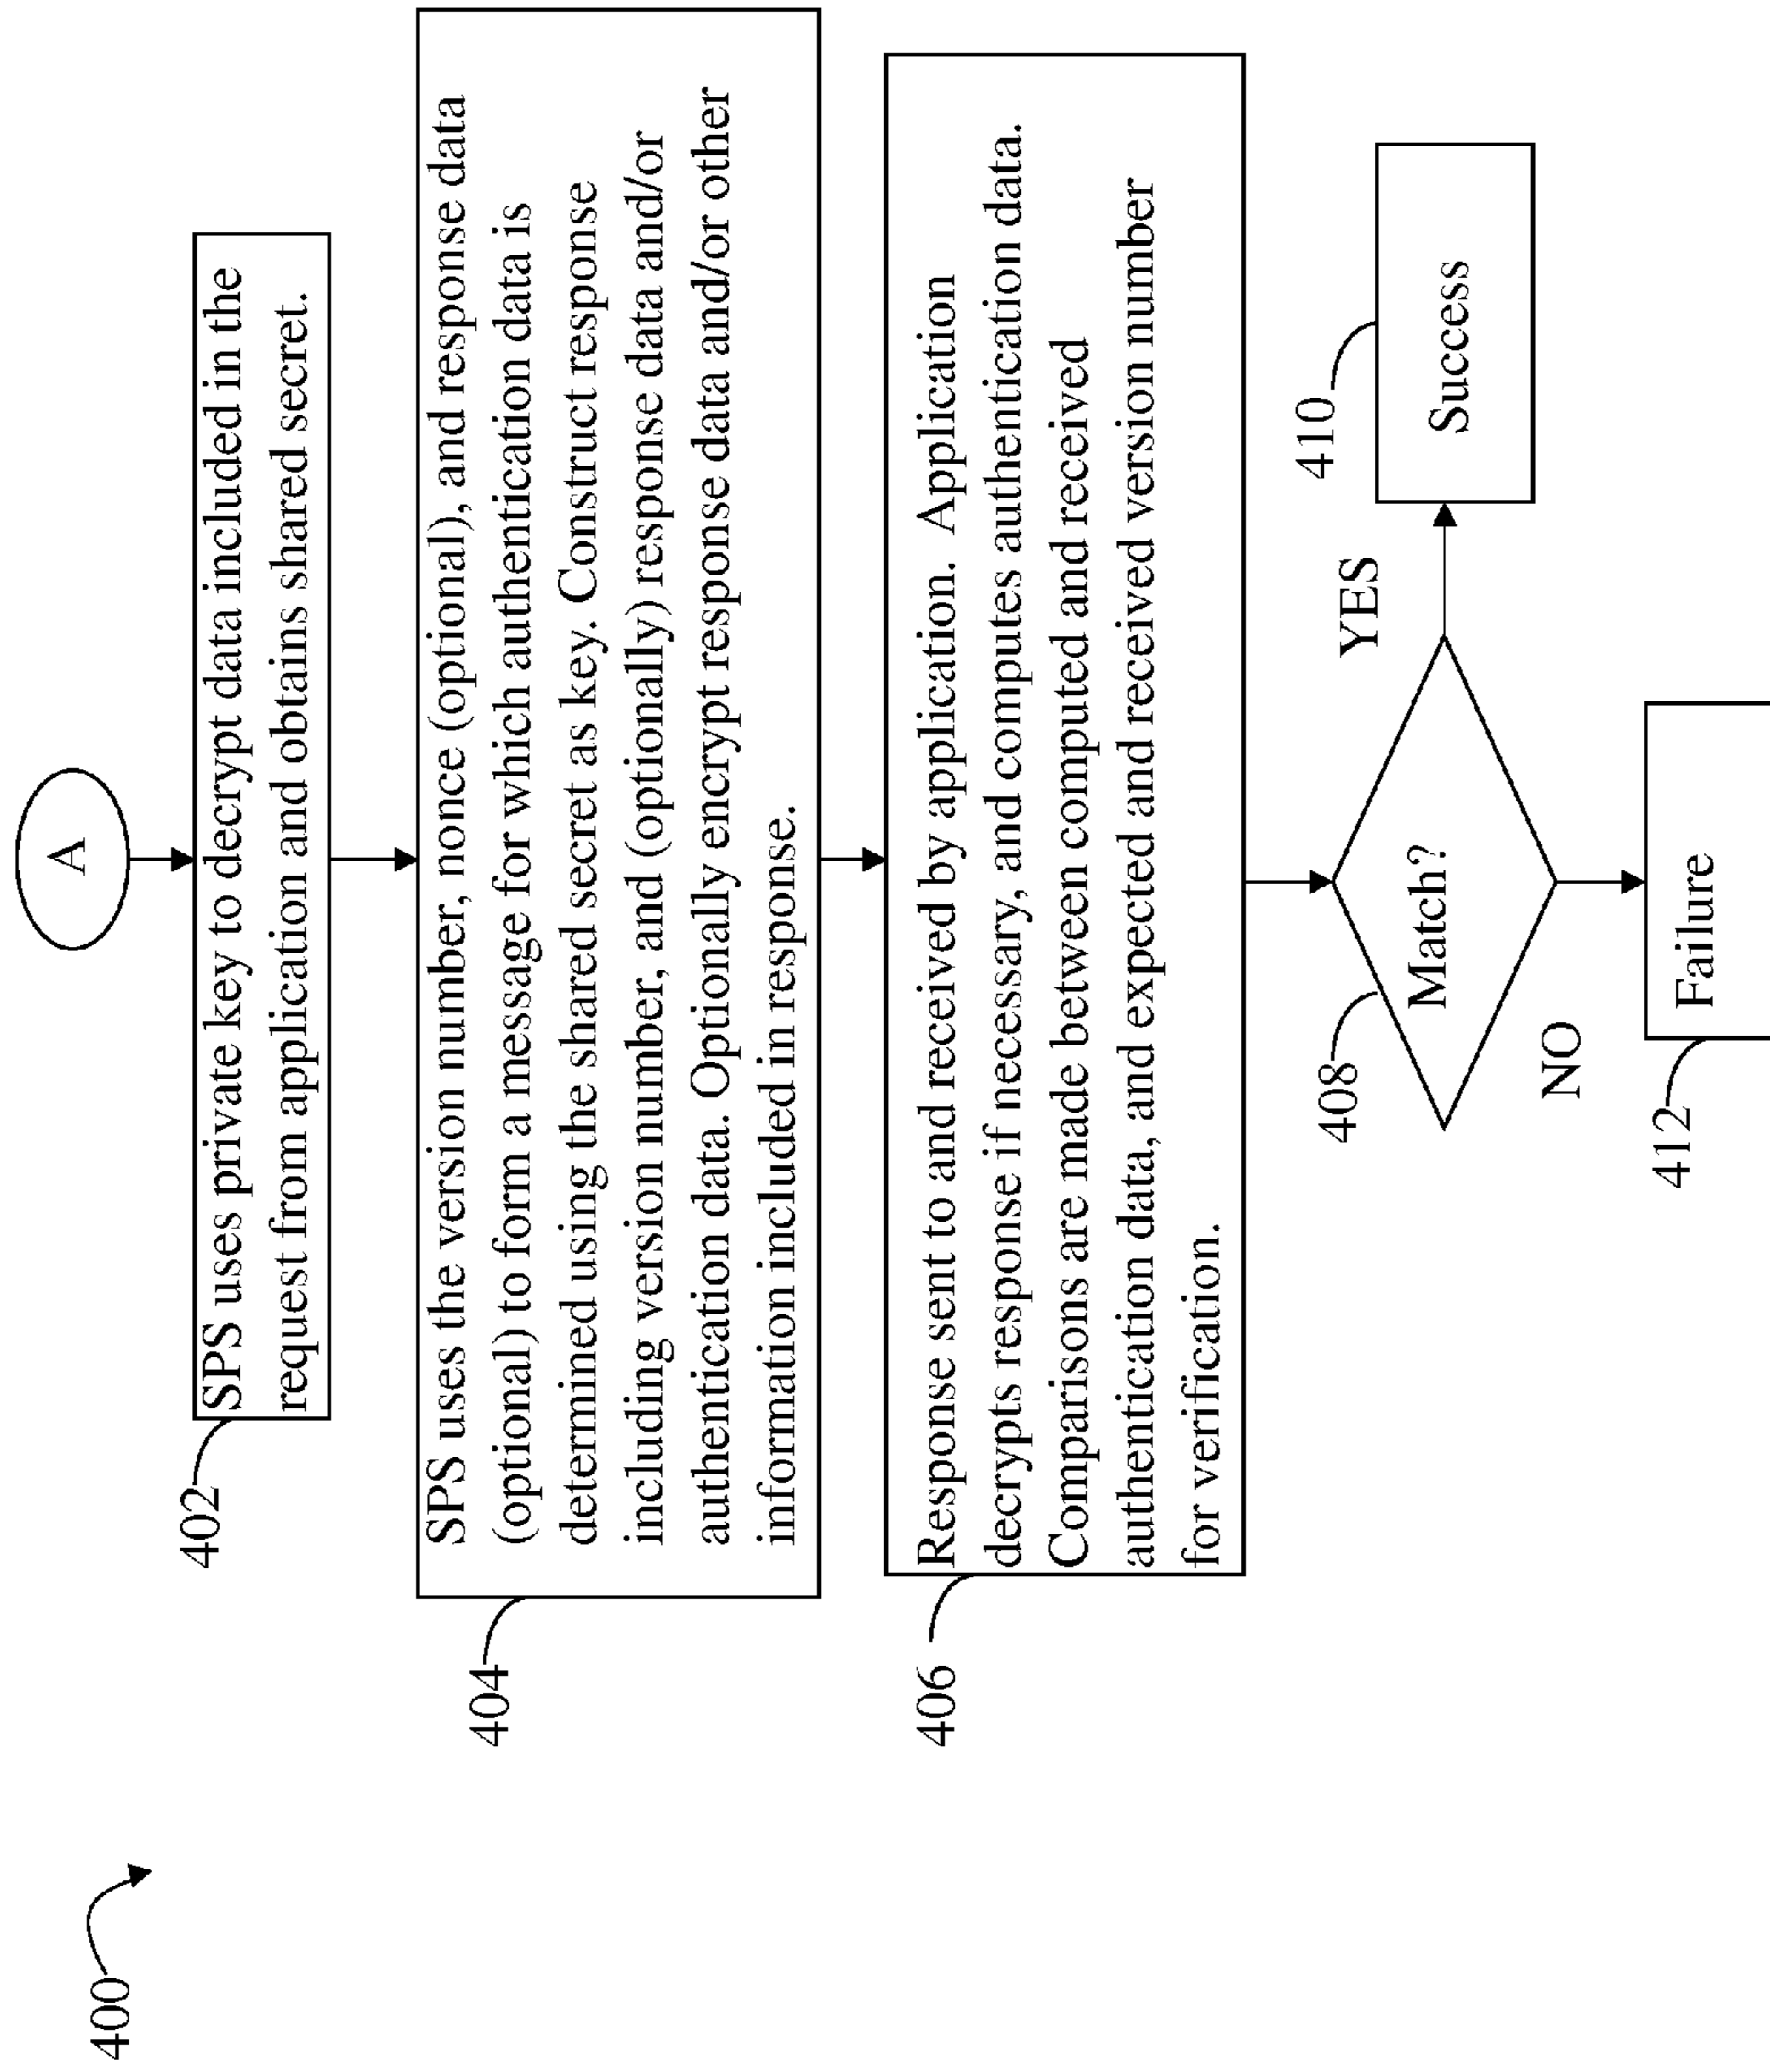 400
A
402
SPS uses private key to decrypt data included in the
request from application and obtains shared secret.
404
SPS uses the version number, nonce (optional), and response data
(optional) to form a message for which authentication data is
determined using the shared secret as key. Construct response
including version number, and (optionally) response data and/or
authentication data. Optionally encrypt response data and/or other
information included in response.
406
Response sent to and received by application. Application
decrypts response if necessary, and computes authentication data.
Comparisons are made between computed and received
authentication data, and expected and received version number
for verification.
408
Match?
YES
410
Success
NO
412
Failure